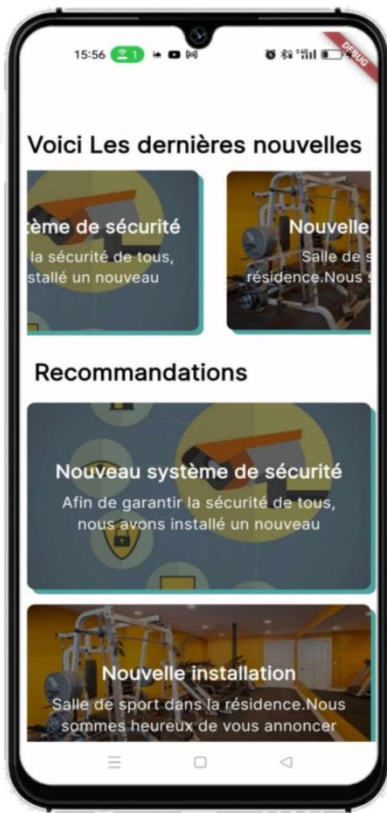 15:56
1
DEBUG
Voici Les dernières nouvelles
tème de sécurité
la sécurité de tous,
stallé un nouveau
Nouvelle
Salle de s
résidence.Nous s
Recommandations
Nouveau système de sécurité
Afin de garantir la sécurité de tous,
nous avons installé un nouveau
Nouvelle installation
Salle de sport dans la résidence.Nous
sommes heureux de vous annoncer